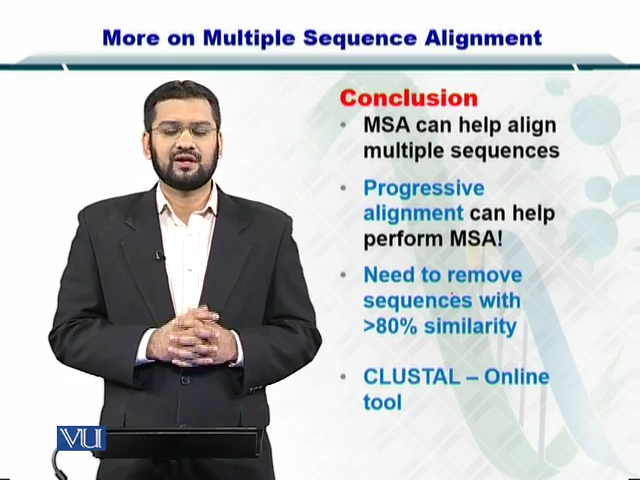 More on Multiple Sequence Alignment
Conclusion
• MSA can help align
multiple sequences
• Progressive
alignment can help
perform MSA!
• Need to remove
sequences with
>80% similarity
• CLUSTAL – Online
tool
VU